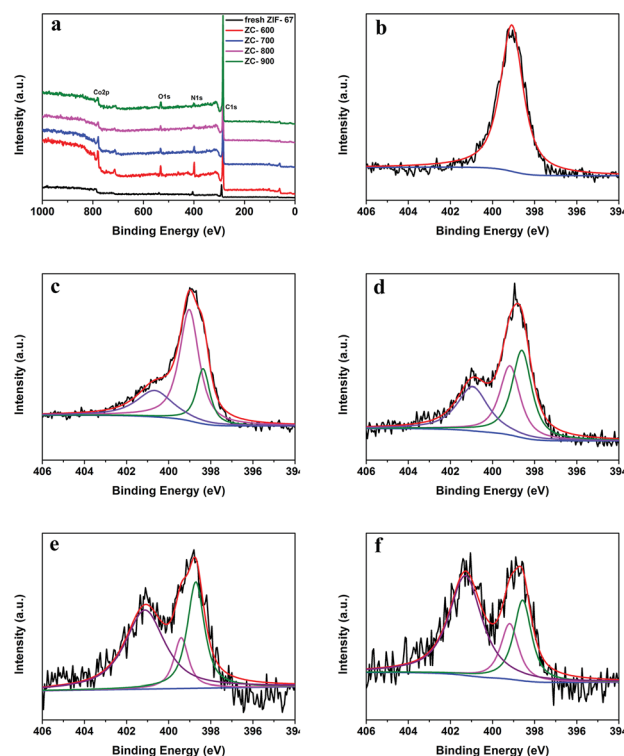 a
fresh ZIF- 67
ZC- 600
ZC- 700
ZC- 800
ZC- 900
Co2p
O1s
N1s
C1s
Intensity (a.u.)
1000 800 600 400 200 0
Binding Energy (eV)
b
Intensity (a.u.)
406 404 402 400 398 396 394
Binding Energy (eV)
c
Intensity (a.u.)
406 404 402 400 398 396 394
Binding Energy (eV)
d
Intensity (a.u.)
406 404 402 400 398 396 394
Binding Energy (eV)
e
Intensity (a.u.)
406 404 402 400 398 396 394
Binding Energy (eV)
f
Intensity (a.u.)
406 404 402 400 398 396 394
Binding Energy (eV)